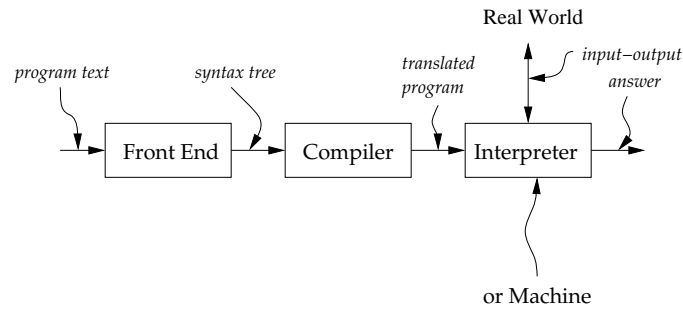 Real World
program text
syntax tree
translated
program
input–output
answer
Front End
Compiler
Interpreter
or Machine